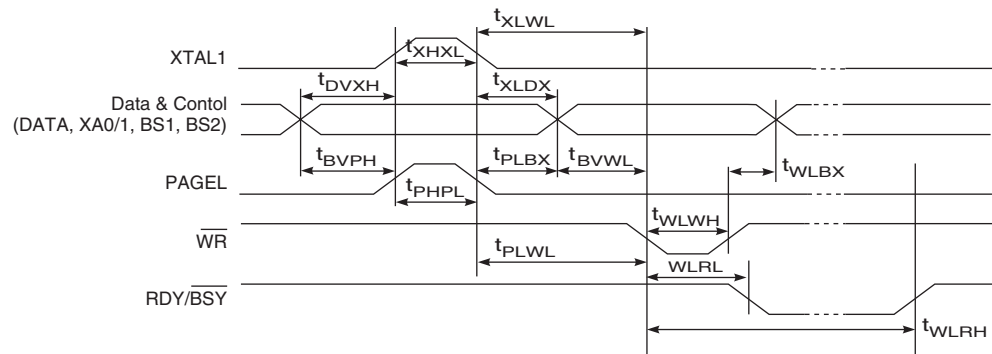 tXLWL
XTAL1
tXHXL
tDVXH
tXLDX
Data & Contol
(DATA, XA0/1, BS1, BS2)
tBVPH
tPLBX
tBVWL
tWLBX
PAGEL
tPHPL
tWLWH
WR
tPLWL
WLRL
RDY/BSY
tWLRH